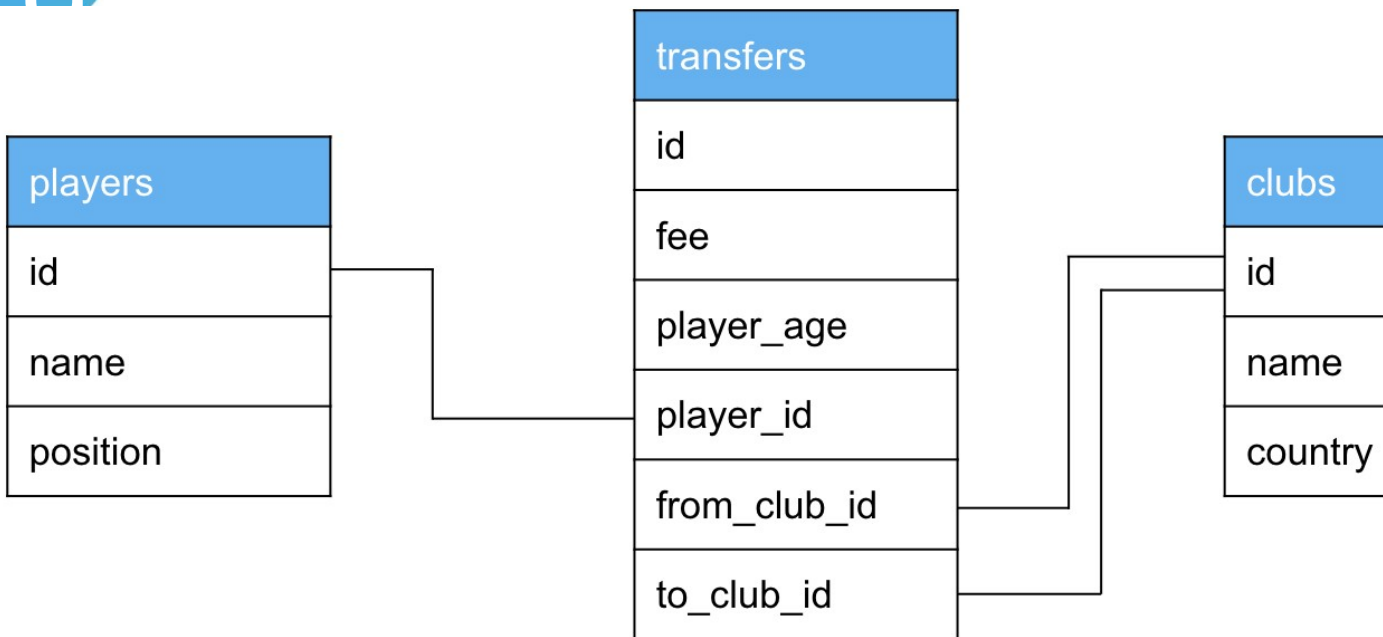 players
id
name
position
transfers
id
fee
player_age
player_id
from_club_id
to_club_id
clubs
id
name
country